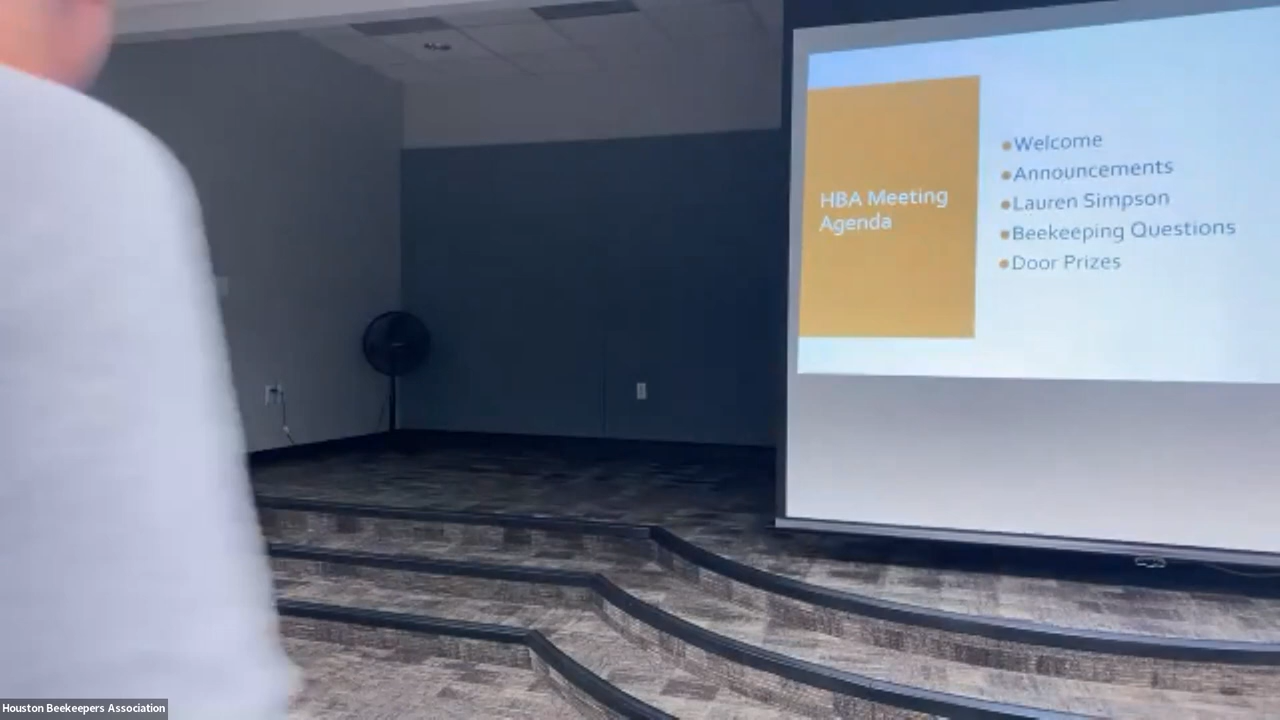 HBA Meeting
Agenda
Welcome
Announcements
Lauren Simpson
Beekeeping Questions
Door Prizes
Houston Beekeepers Association